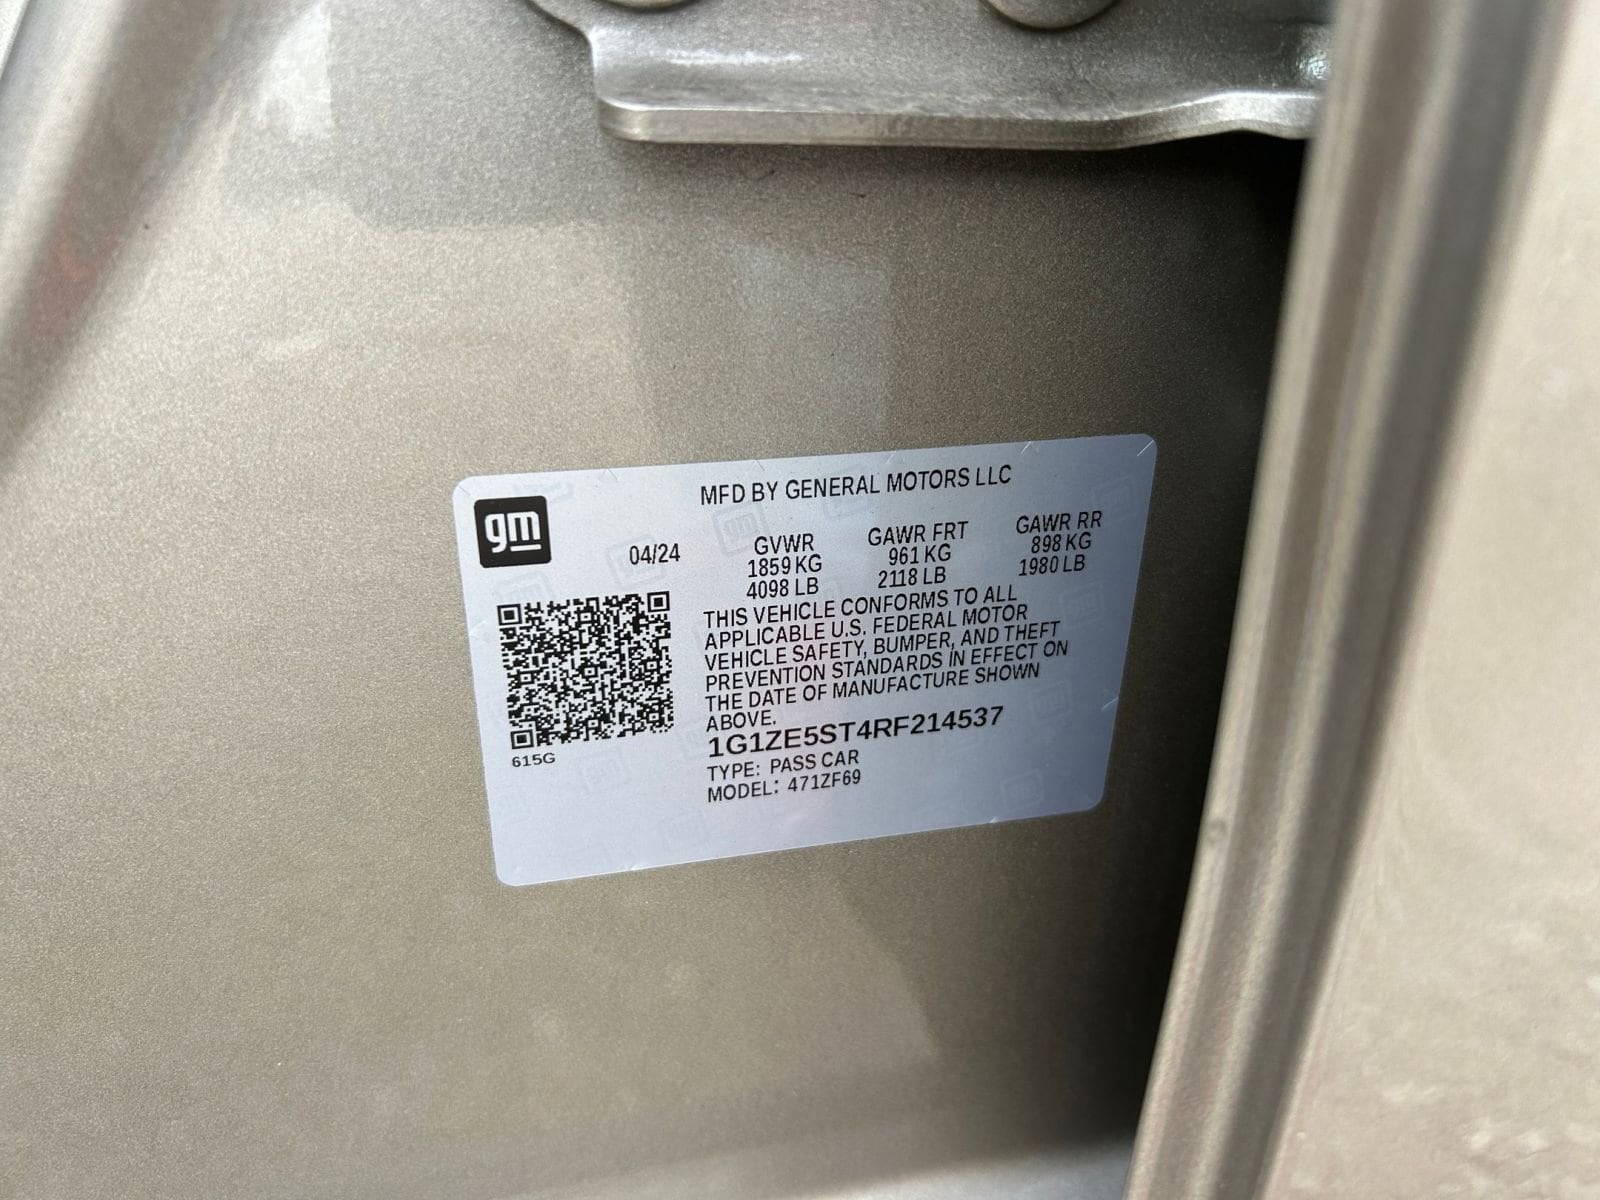 gm
MFD BY GENERAL MOTORS LLC
04/24
GVWR GAWR FRT GAWR RR
1859 KG 961 KG 898 KG
4098 LB 2118 LB 1980 LB
THIS VEHICLE CONFORMS TO ALL
APPLICABLE U.S. FEDERAL MOTOR
VEHICLE SAFETY, BUMPER, AND THEFT
PREVENTION STANDARDS IN EFFECT ON
THE DATE OF MANUFACTURE SHOWN
ABOVE.
1G1ZE5ST4RF214537
TYPE: PASS CAR
MODEL: 471ZF69
615G